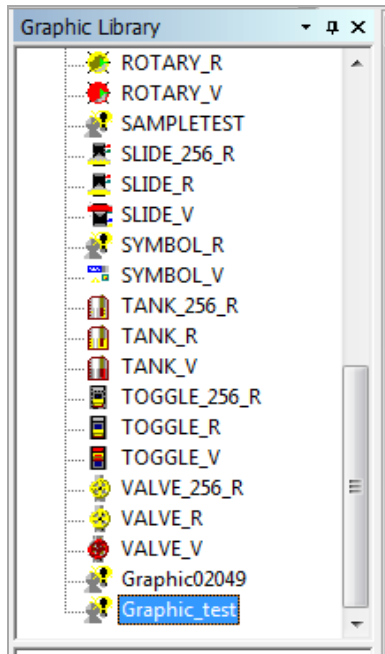 Graphic Library
ROTARY_R
ROTARY_V
SAMPLETEST
SLIDE_256_R
SLIDE_R
SLIDE_V
SYMBOL_R
SYMBOL_V
TANK_256_R
TANK_R
TANK_V
TOGGLE_256_R
TOGGLE_R
TOGGLE_V
VALVE_256_R
VALVE_R
VALVE_V
Graphic02049
Graphic_test